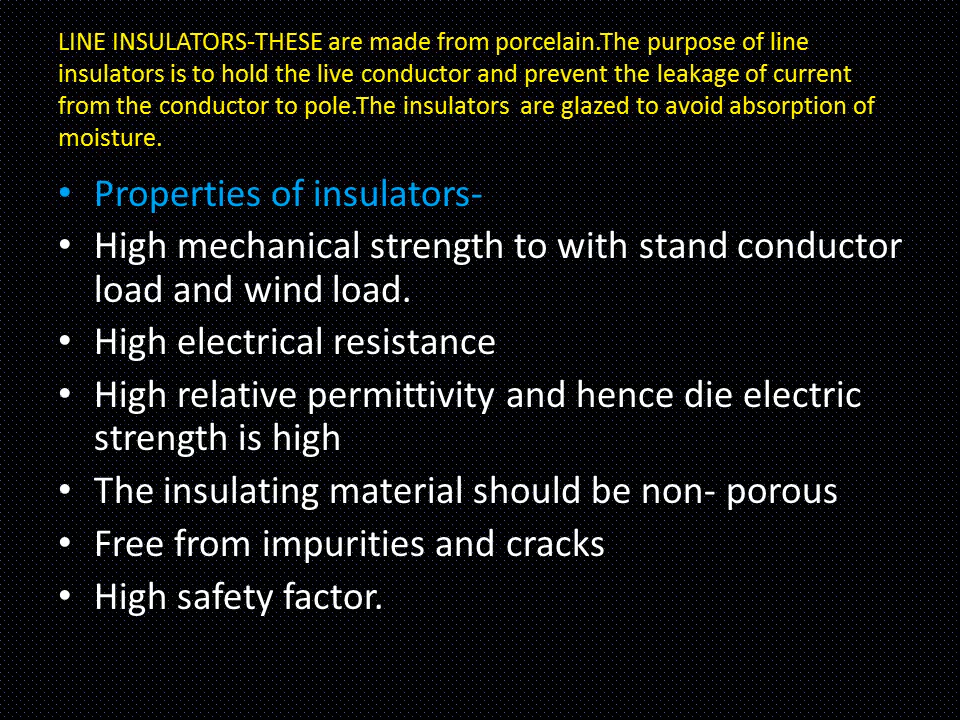 LINE INSULATORS-THESE are made from porcelain.The purpose of line
insulators is to hold the live conductor and prevent the leakage of current
from the conductor to pole.The insulators are glazed to avoid absorption of
moisture.
• Properties of insulators-
• High mechanical strength to with stand conductor
load and wind load.
• High electrical resistance
• High relative permittivity and hence die electric
strength is high
• The insulating material should be non- porous
• Free from impurities and cracks
• High safety factor.